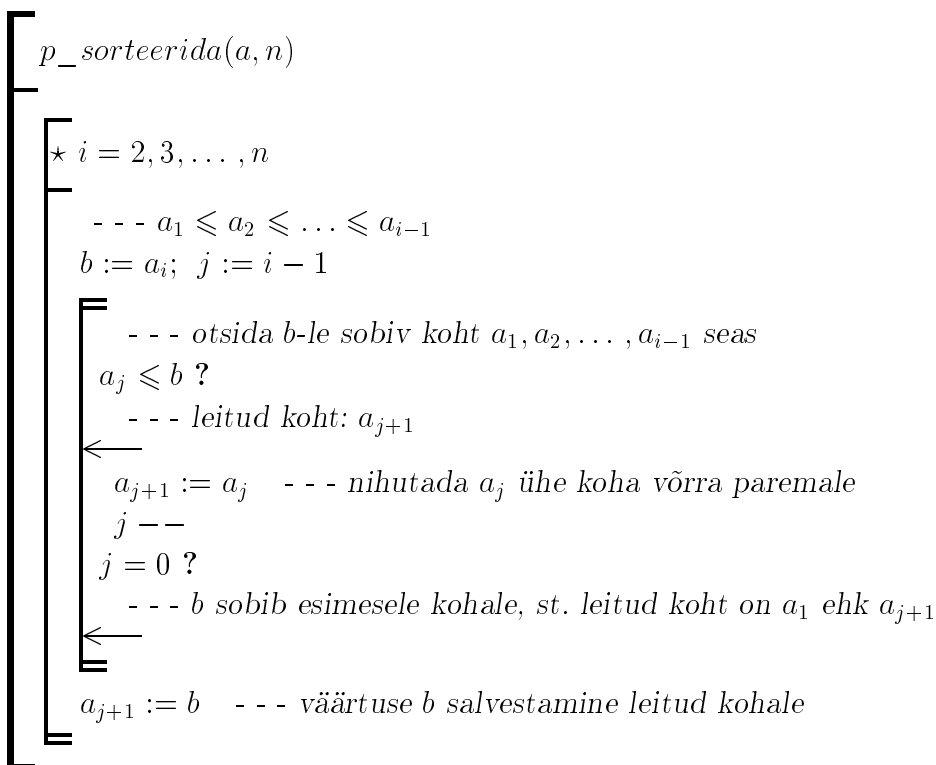 p_sorteerida(a, n)
⋆ i = 2, 3, . . . , n
- - - a₁ ⩽ a₂ ⩽ . . . ⩽ aᵢ₋₁
b := aᵢ; j := i − 1
- - - otsida b-le sobiv koht a₁, a₂, . . . , aᵢ₋₁ seas
aⱼ ⩽ b ?
- - - leitud koht: aⱼ₊₁
aⱼ₊₁ := aⱼ - - - nihutada aⱼ ühe koha võrra paremale
j −−
j = 0 ?
- - - b sobib esimesele kohale, st. leitud koht on a₁ ehk aⱼ₊₁
aⱼ₊₁ := b - - - väärtuse b salvestamine leitud kohale